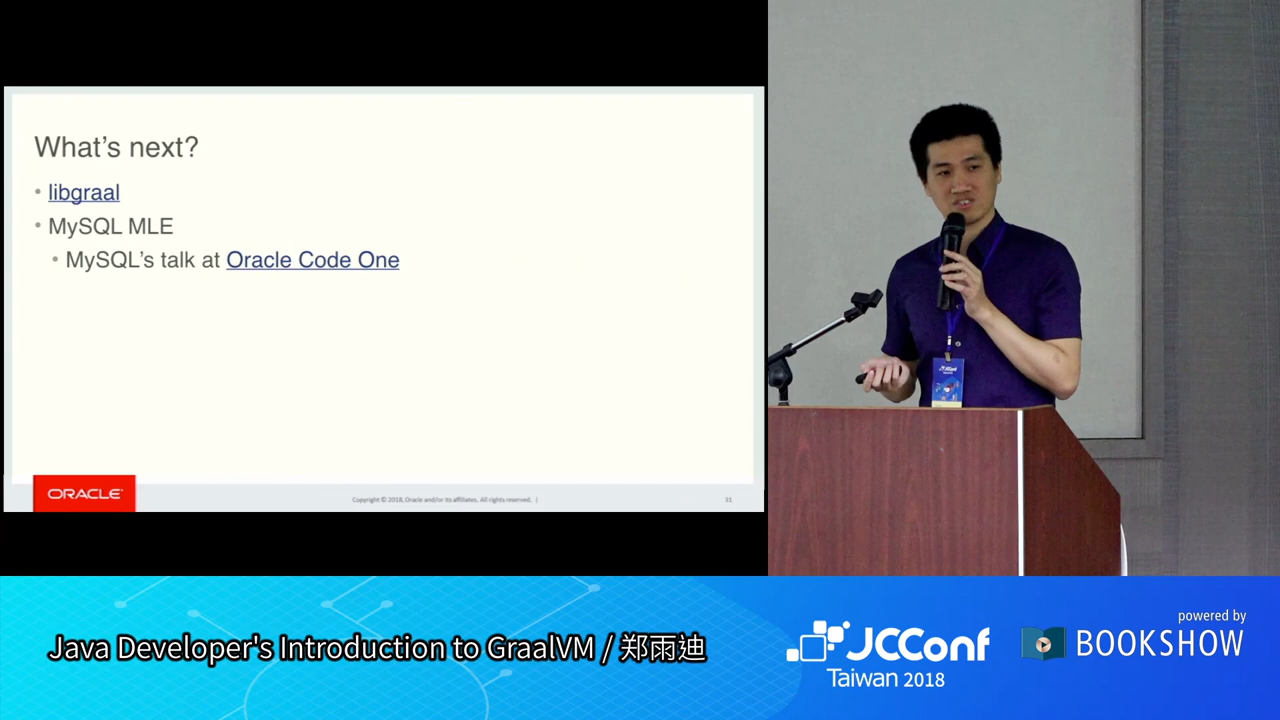 What's next?
• libgraal
• MySQL MLE
• MySQL's talk at Oracle Code One
ORACLE
Copyright © 2018, Oracle and/or its affiliates. All rights reserved. |
31
Java Developer's Introduction to GraalVM / 郑雨迪
JCConf
Taiwan 2018
powered by
BOOKSHOW